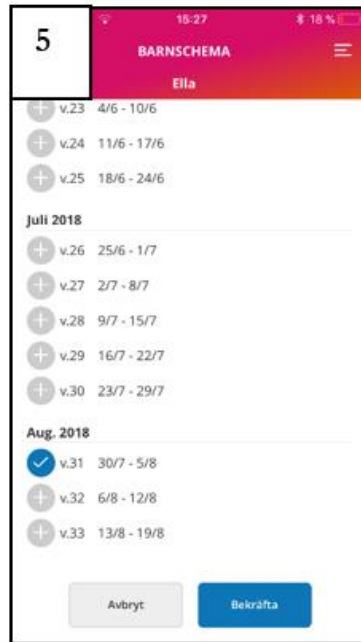 5
15:27
18 %
BARNSCHEMA
Ella
v.23 4/6 - 10/6
v.24 11/6 - 17/6
v.25 18/6 - 24/6
Juli 2018
v.26 25/6 - 1/7
v.27 2/7 - 8/7
v.28 9/7 - 15/7
v.29 16/7 - 22/7
v.30 23/7 - 29/7
Aug. 2018
v.31 30/7 - 5/8
v.32 6/8 - 12/8
v.33 13/8 - 19/8
Avbryt Bekräfta